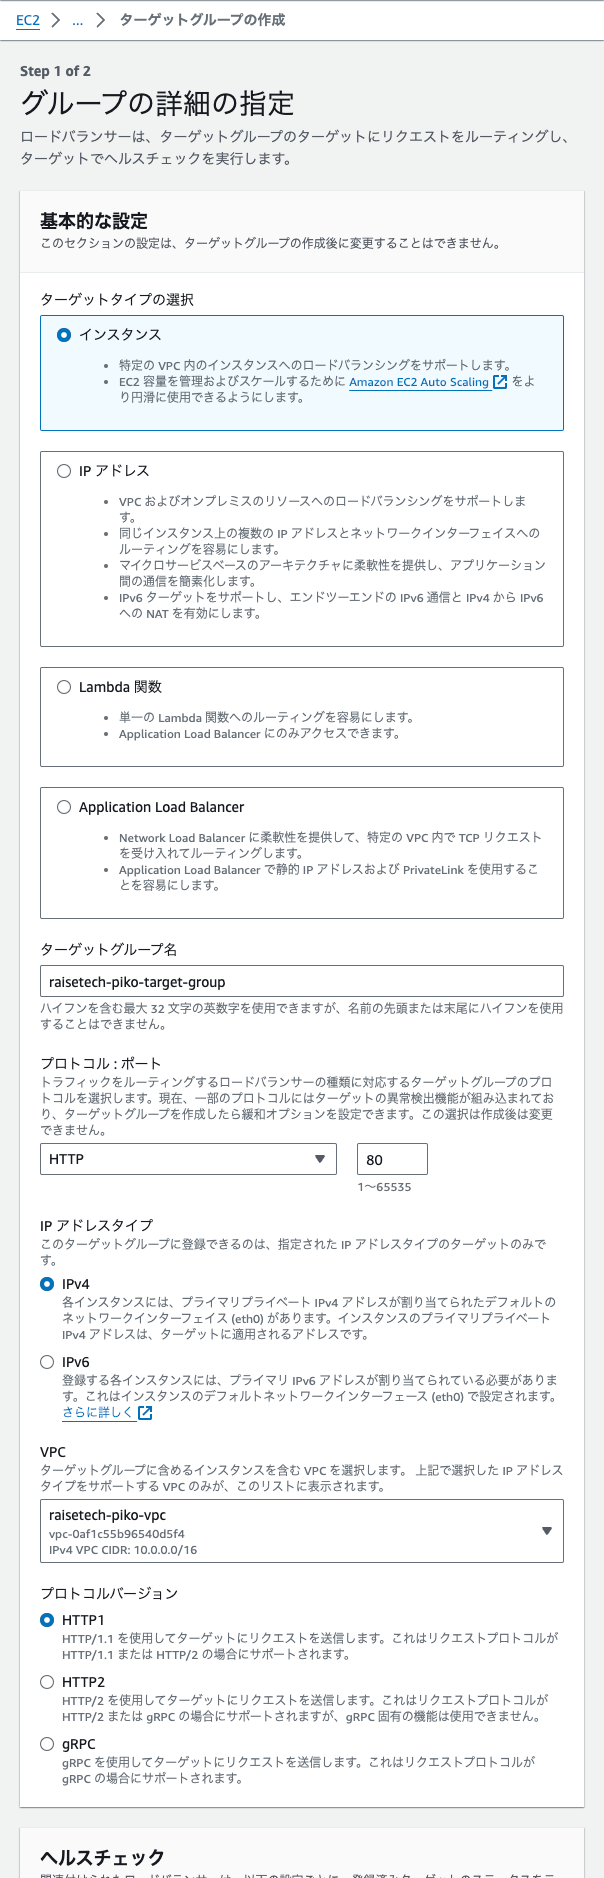 EC2 > ... > ターゲットグループの作成
Step 1 of 2
グループの詳細の指定
ロードバランサーは、ターゲットグループのターゲットにリクエストをルーティングし、
ターゲットでヘルスチェックを実行します。
基本的な設定
このセクションの設定は、ターゲットグループの作成後に変更することはできません。
ターゲットタイプの選択
インスタンス
• 特定の VPC 内のインスタンスへのロードバランシングをサポートします。
• EC2 容量を管理およびスケールするために Amazon EC2 Auto Scaling をよ
り円滑に使用できるようにします。
IP アドレス
• VPC およびオンプレミスのリソースへのロードバランシングをサポートしま
す。
• 同じインスタンス上の複数の IP アドレスとネットワークインターフェイスへの
ルーティングを容易にします。
• マイクロサービスベースのアーキテクチャに柔軟性を提供し、アプリケーション
間の通信を簡素化します。
• IPv6 ターゲットをサポートし、エンドツーエンドの IPv6 通信と IPv4 から IPv6
への NAT を有効にします。
Lambda 関数
• 単一の Lambda 関数へのルーティングを容易にします。
• Application Load Balancer にのみアクセスできます。
Application Load Balancer
• Network Load Balancer に柔軟性を提供して、特定の VPC 内で TCP リクエスト
を受け入れてルーティングします。
• Application Load Balancer で静的 IP アドレスおよび PrivateLink を使用するこ
とを容易にします。
ターゲットグループ名
raisetech-piko-target-group
ハイフンを含む最大 32 文字の英数字を使用できますが、名前の先頭または末尾にハイフンを使用
することはできません。
プロトコル : ポート
トラフィックをルーティングするロードバランサーの種類に対応するターゲットグループのプロ
トコルを選択します。現在、一部のプロトコルにはターゲットの異常検出機能が組み込まれてお
り、ターゲットグループを作成したら緩和オプションを設定できます。この選択は作成後は変更
できません。
HTTP 80
1～65535
IP アドレスタイプ
このターゲットグループに登録できるのは、指定された IP アドレスタイプのターゲットのみで
す。
IPv4
各インスタンスには、プライマリプライベート IPv4 アドレスが割り当てられたデフォルトの
ネットワークインターフェイス (eth0) があります。インスタンスのプライマリプライベート
IPv4 アドレスは、ターゲットに適用されるアドレスです。
IPv6
登録する各インスタンスには、プライマリ IPv6 アドレスが割り当てられている必要がありま
す。これはインスタンスのデフォルトネットワークインターフェース (eth0) で設定されます。
さらに詳しく
VPC
ターゲットグループに含めるインスタンスを含む VPC を選択します。 上記で選択した IP アドレス
タイプをサポートする VPC のみが、このリストに表示されます。
raisetech-piko-vpc
vpc-0af1c55b96540d5f4
IPv4 VPC CIDR: 10.0.0.0/16
プロトコルバージョン
HTTP1
HTTP/1.1 を使用してターゲットにリクエストを送信します。これはリクエストプロトコルが
HTTP/1.1 または HTTP/2 の場合にサポートされます。
HTTP2
HTTP/2 を使用してターゲットにリクエストを送信します。これはリクエストプロトコルが
HTTP/2 または gRPC の場合にサポートされますが、gRPC 固有の機能は使用できません。
gRPC
gRPC を使用してターゲットにリクエストを送信します。これはリクエストプロトコルが
gRPC の場合にサポートされます。
ヘルスチェック